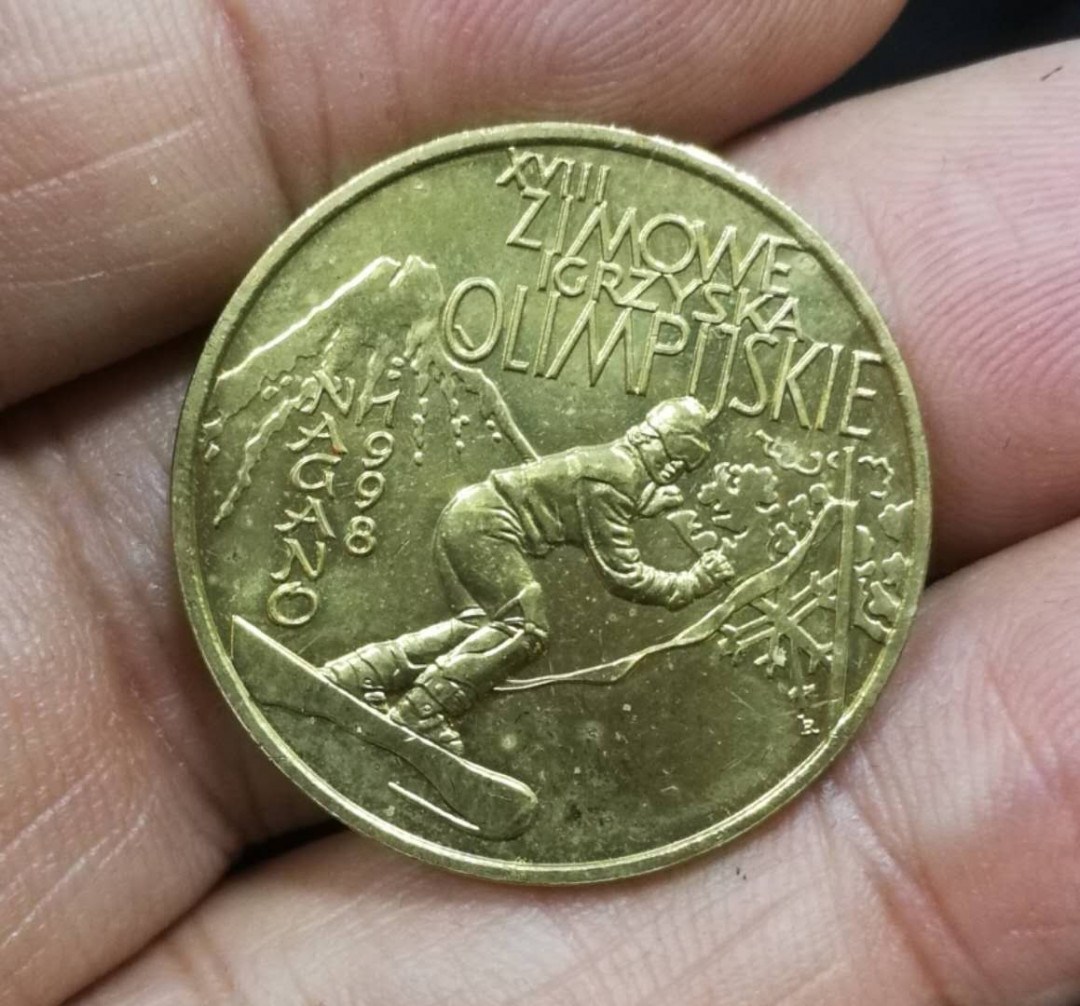 XVIII
ZIMOWE
IGRZYSKA
OLIMPIJSKIE
NAGANO
1998